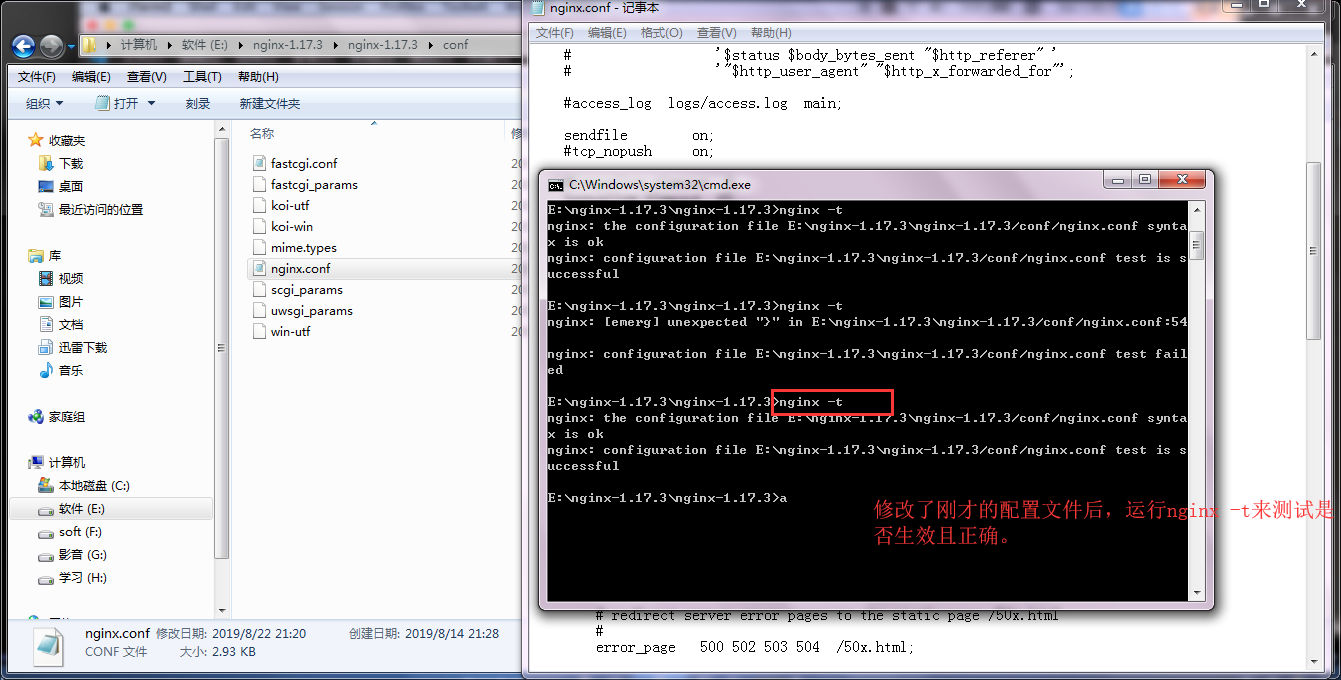 nginx.conf - 记事本
计算机 软件 (E:) nginx-1.17.3 nginx-1.17.3 conf
文件(F) 编辑(E) 查看(V) 工具(T) 帮助(H)
组织 打开 刻录 新建文件夹
收藏夹
下载
桌面
最近访问的位置
库
视频
图片
文档
迅雷下载
音乐
家庭组
计算机
本地磁盘 (C:)
软件 (E:)
soft (F:)
影音 (G:)
学习 (H:)
名称
修
fastcgi.conf 20
fastcgi_params 20
koi-utf 20
koi-win 20
mime.types 20
nginx.conf 20
scgi_params 20
uwsgi_params 20
win-utf 20
nginx.conf 修改日期: 2019/8/22 21:20 创建日期: 2019/8/14 21:28
CONF 文件 大小: 2.93 KB
文件(F) 编辑(E) 格式(O) 查看(V) 帮助(H)
# '$status $body_bytes_sent "$http_referer" '
# '"$http_user_agent" "$http_x_forwarded_for"';
#access_log logs/access.log main;
sendfile on;
#tcp_nopush on;
C:\Windows\system32\cmd.exe
E:\nginx-1.17.3\nginx-1.17.3>nginx -t
nginx: the configuration file E:\nginx-1.17.3\nginx-1.17.3/conf/nginx.conf synta
x is ok
nginx: configuration file E:\nginx-1.17.3\nginx-1.17.3/conf/nginx.conf test is s
uccessful
E:\nginx-1.17.3\nginx-1.17.3>nginx -t
nginx: [emerg] unexpected "}" in E:\nginx-1.17.3\nginx-1.17.3/conf/nginx.conf:54
nginx: configuration file E:\nginx-1.17.3\nginx-1.17.3/conf/nginx.conf test fail
ed
E:\nginx-1.17.3\nginx-1.17.3>nginx -t
nginx: the configuration file E:\nginx-1.17.3\nginx-1.17.3/conf/nginx.conf synta
x is ok
nginx: configuration file E:\nginx-1.17.3\nginx-1.17.3/conf/nginx.conf test is s
uccessful
E:\nginx-1.17.3\nginx-1.17.3>a
修改了刚才的配置文件后，运行nginx -t来测试是
否生效且正确。
# redirect server error pages to the static page /50x.html
#
error_page 500 502 503 504 /50x.html;